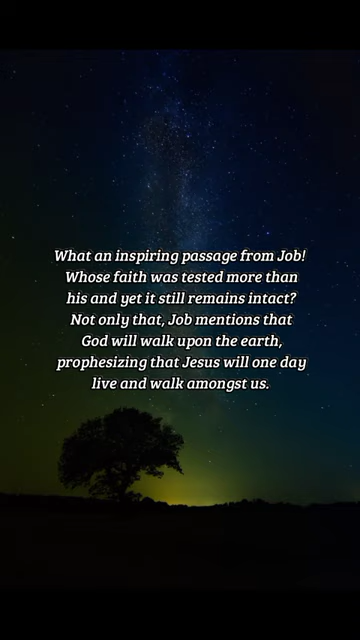 What an inspiring passage from Job!
Whose faith was tested more than
his and yet it still remains intact?
Not only that, Job mentions that
God will walk upon the earth,
prophesizing that Jesus will one day
live and walk amongst us.